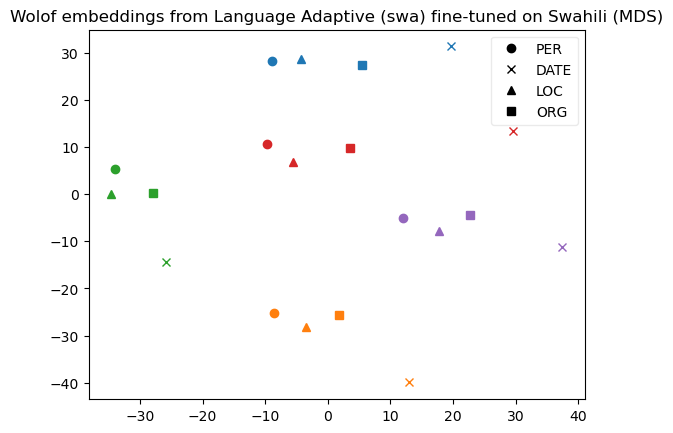 Wolof embeddings from Language Adaptive (swa) fine-tuned on Swahili (MDS)
PER
DATE
LOC
ORG
30
20
10
0
−10
−20
−30
−40
−30 −20 −10 0 10 20 30 40